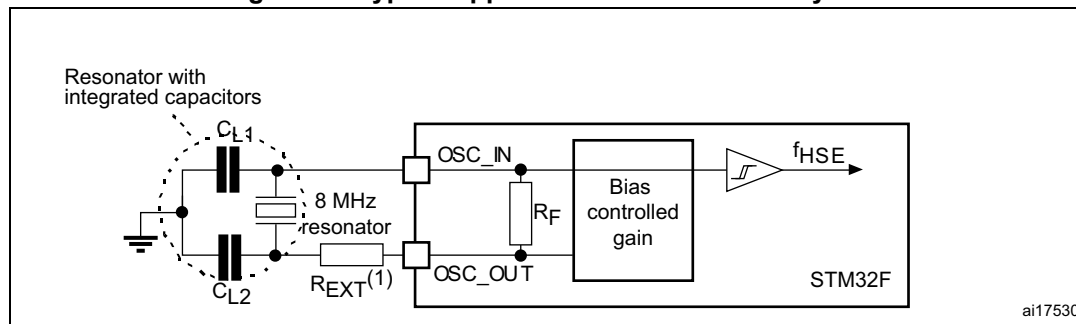 Resonator with
integrated capacitors
CL1
OSC_IN
fHSE
8 MHz
resonator
RF
Bias
controlled
gain
OSC_OUT
STM32F
REXT(1)
CL2
ai17530